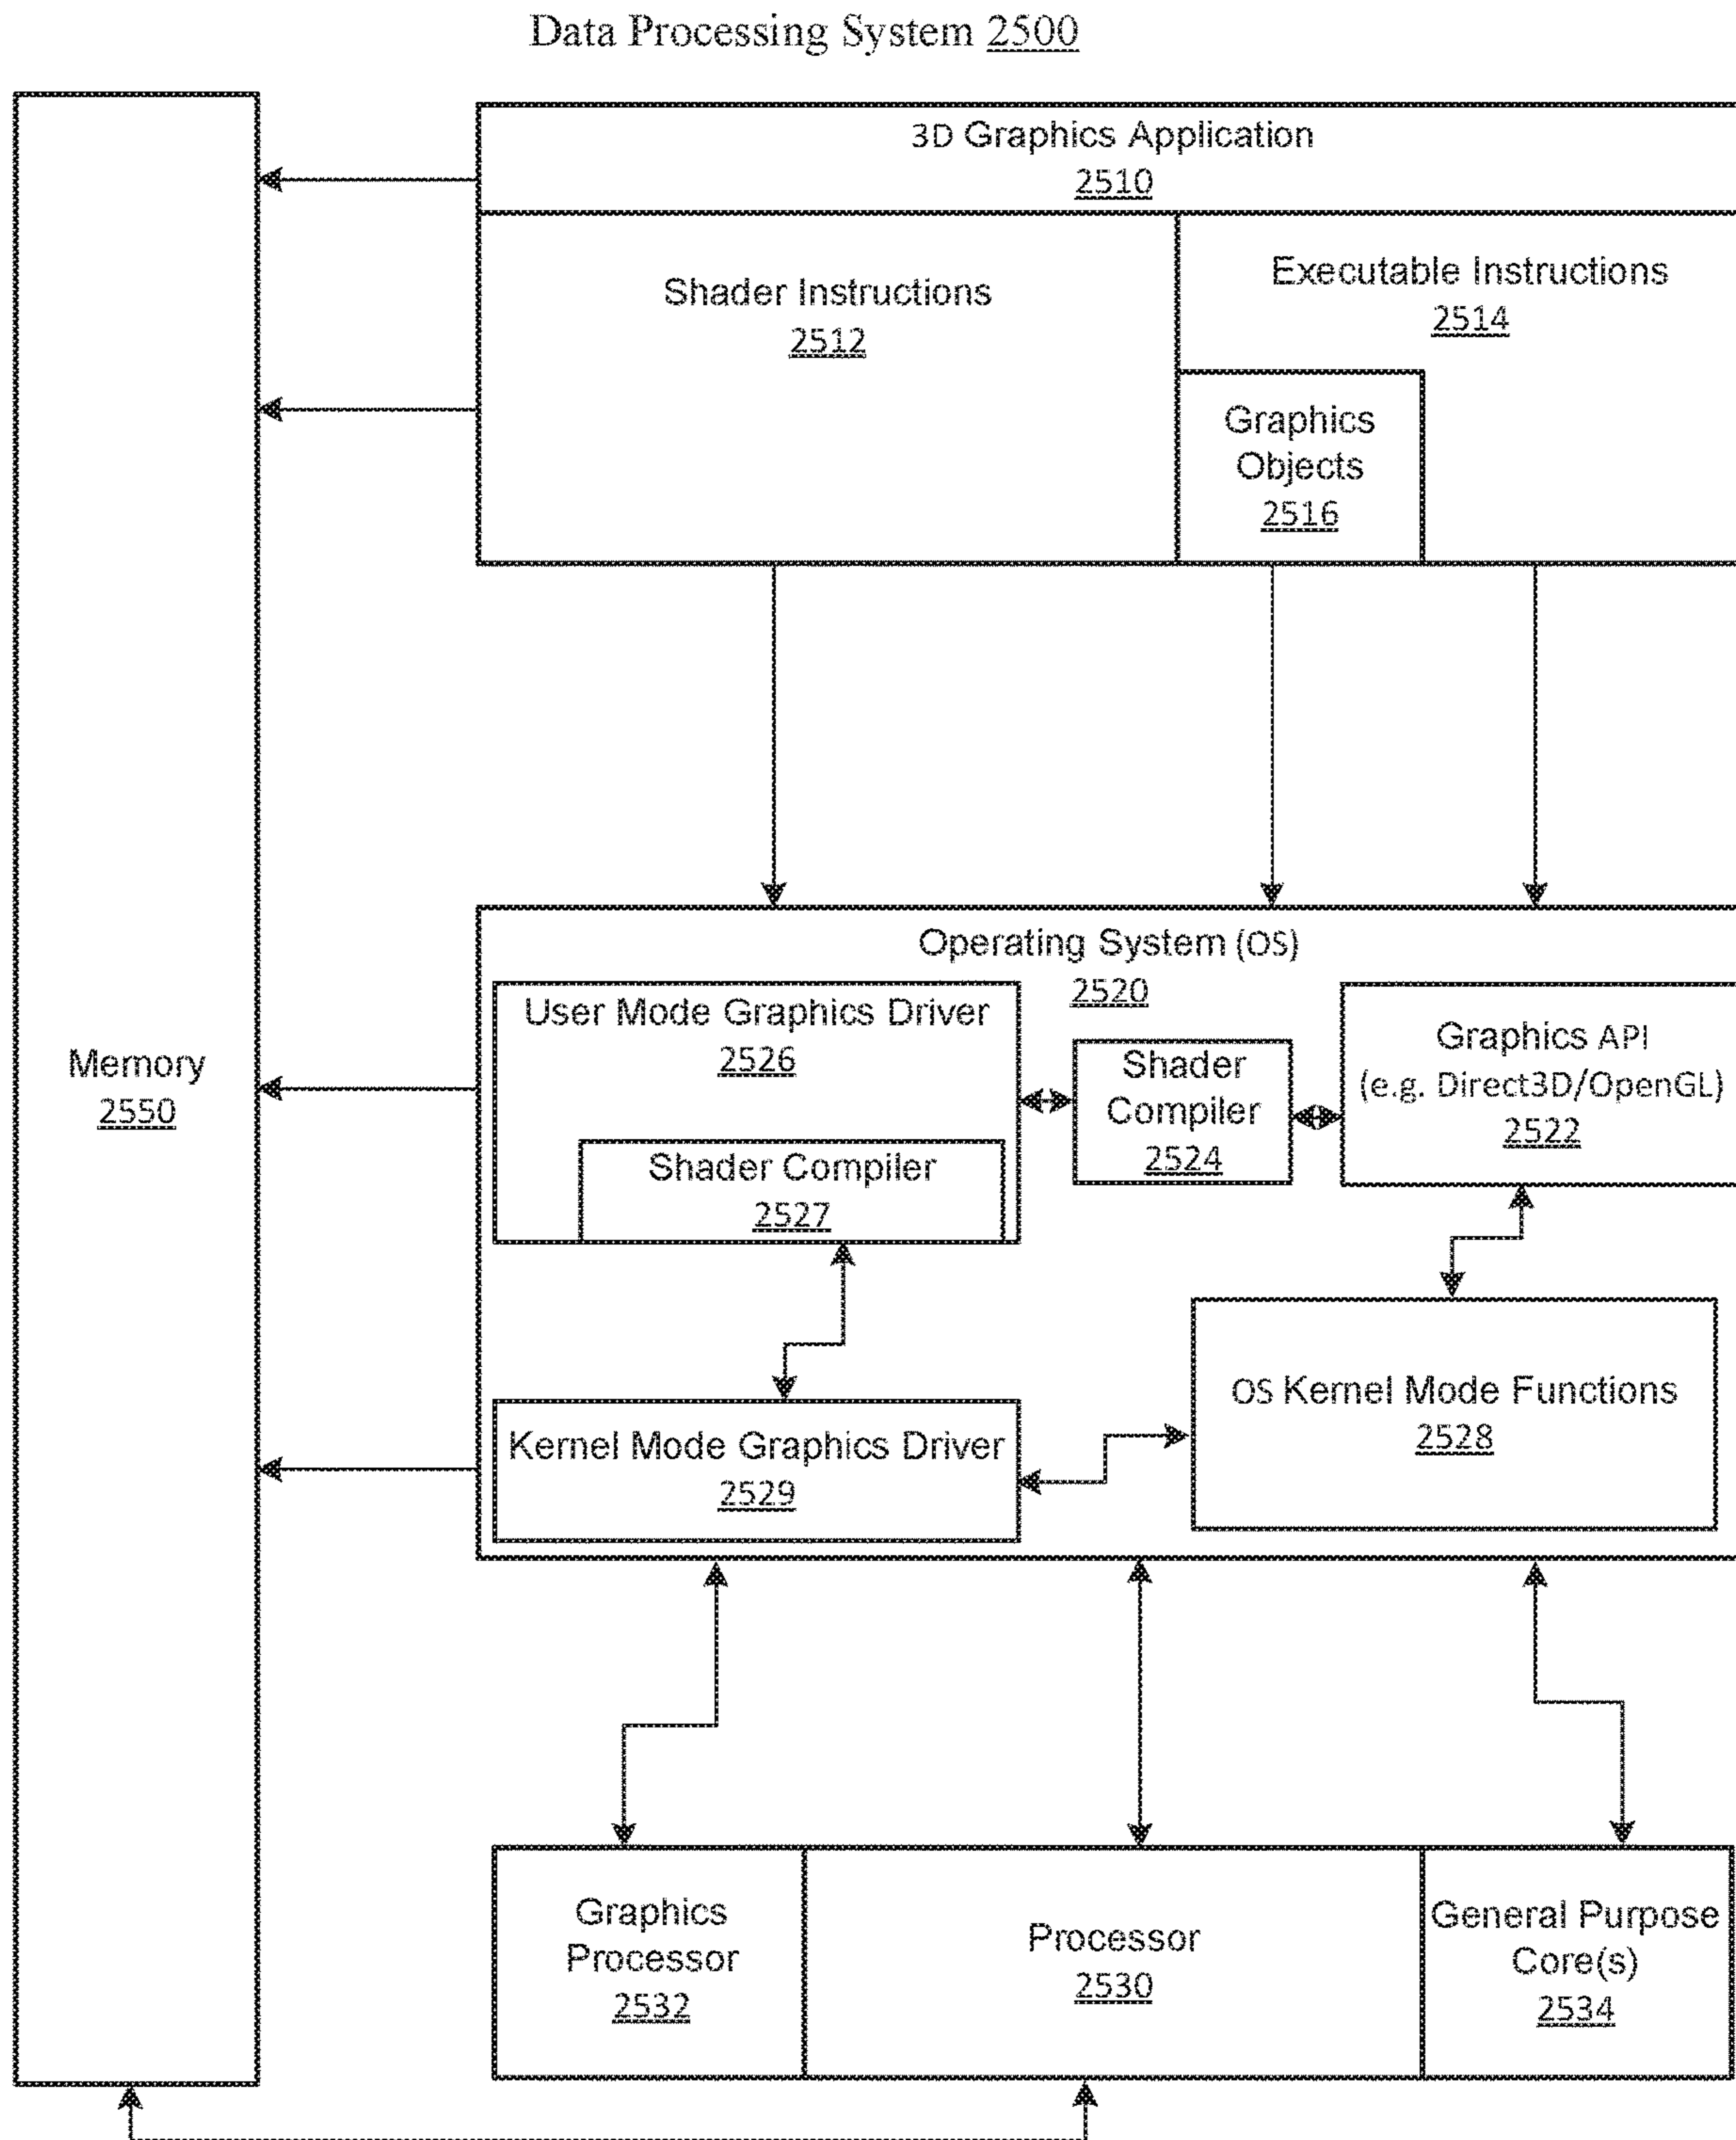 Data Processing System 2500
3D Graphics Application
2510
Shader Instructions
2512
Executable Instructions
2514
Graphics
Objects
2516
Memory
2550
Operating System (OS)
2520
User Mode Graphics Driver
2526
Shader Compiler
2527
Shader
Compiler
2524
Graphics API
(e.g. Direct3D/OpenGL)
2522
Kernel Mode Graphics Driver
2529
OS Kernel Mode Functions
2528
Graphics
Processor
2532
Processor
2530
General Purpose
Core(s)
2534